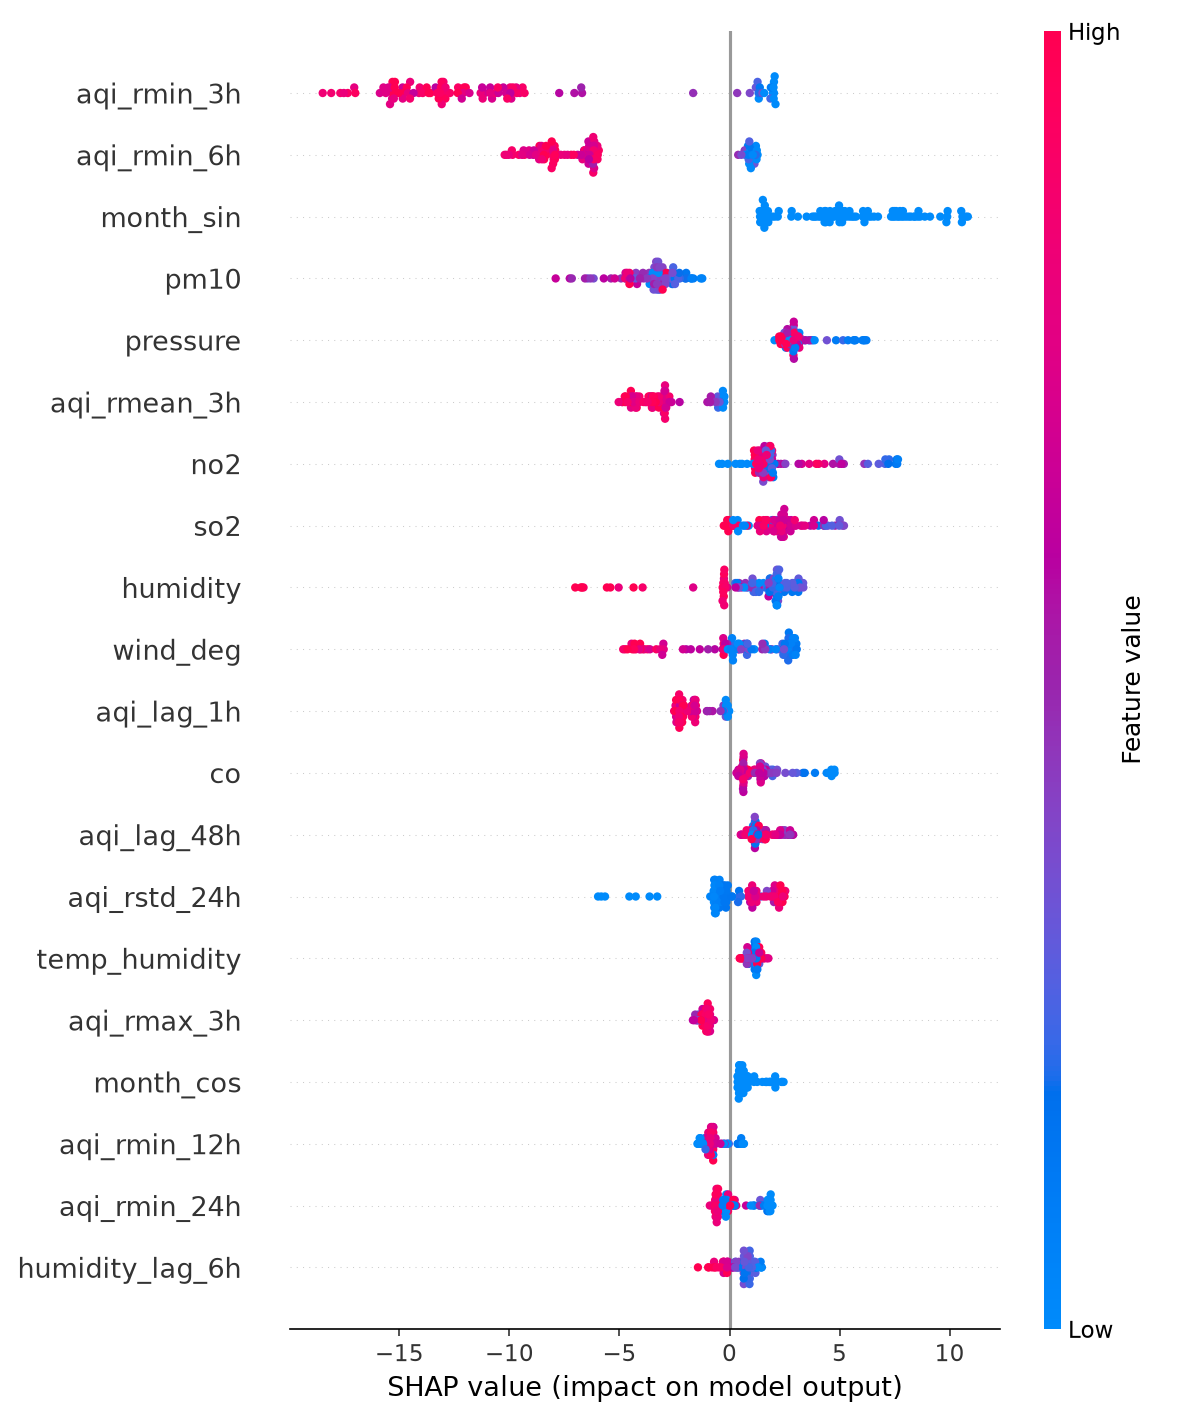 High
aqi_rmin_3h
aqi_rmin_6h
month_sin
pm10
pressure
aqi_rmean_3h
no2
so2
humidity
wind_deg
aqi_lag_1h
co
aqi_lag_48h
aqi_rstd_24h
temp_humidity
aqi_rmax_3h
month_cos
aqi_rmin_12h
aqi_rmin_24h
humidity_lag_6h
Feature value
Low
−15 −10 −5 0 5 10
SHAP value (impact on model output)